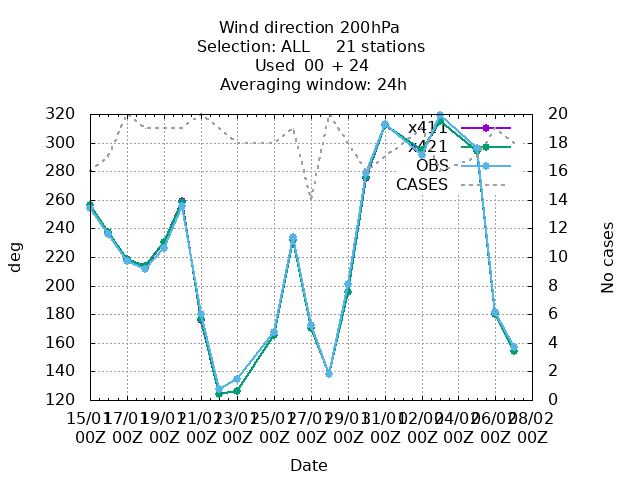 Wind direction 200hPa
Selection: ALL 21 stations
Used 00 + 24
Averaging window: 24h
320 20
300 18
280 16
260 14
240 12
220 10
200 8
180 6
160 4
140 2
120 0
x411
x421
OBS
CASES
deg
No cases
15/01 17/01 19/01 21/01 23/01 25/01 27/01 29/01 31/01 02/02 04/02 06/02 08/02
00Z 00Z 00Z 00Z 00Z 00Z 00Z 00Z 00Z 00Z 00Z 00Z 00Z
Date